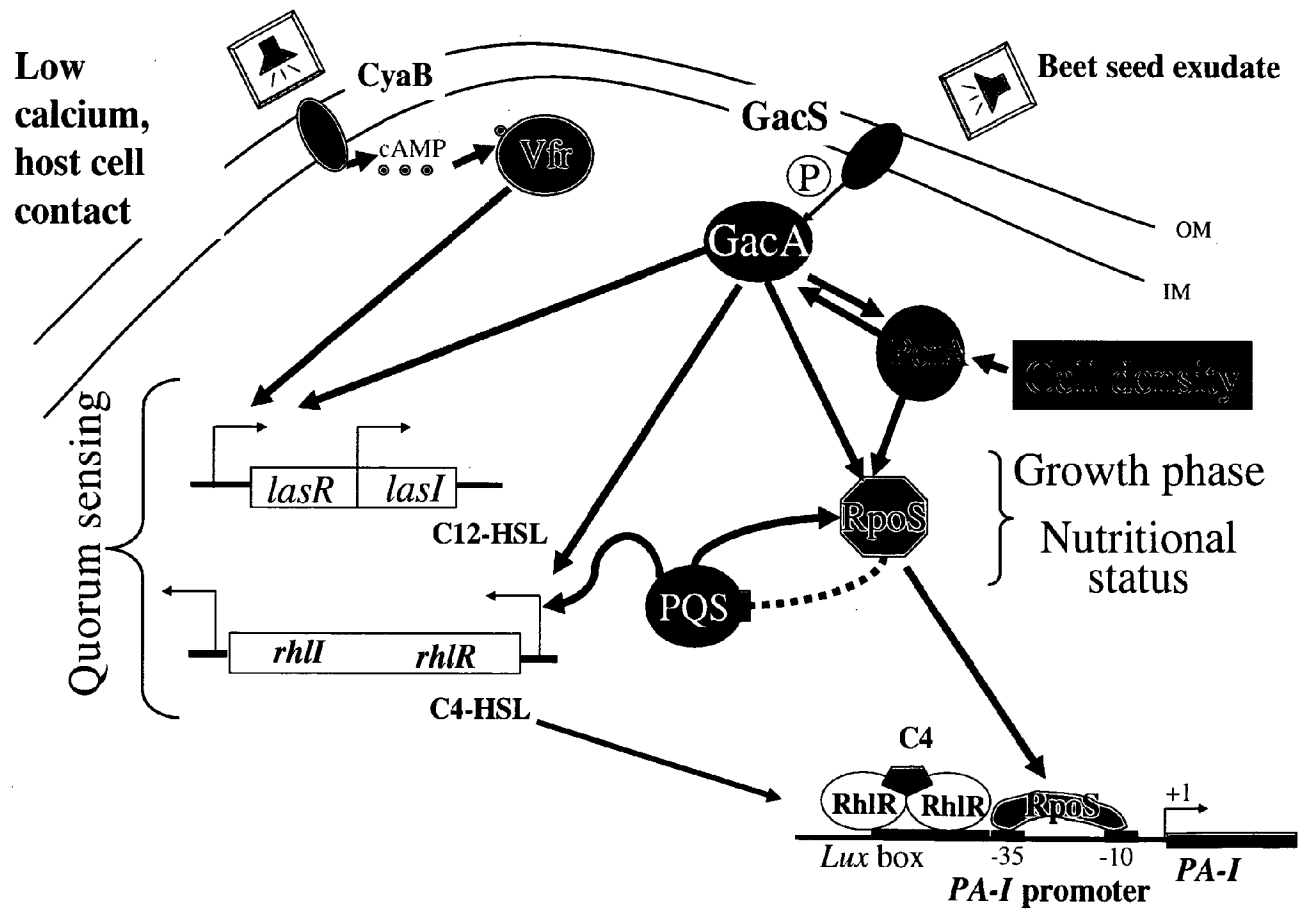 Low
calcium,
host cell
contact
CyaB
cAMP
Vfr
GacS
Beet seed exudate
P
GacA
OM
IM
Cell density
Quorum sensing
lasR lasI
C12-HSL
RpoS
Growth phase
Nutritional
status
PQS
rhlI rhlR
C4-HSL
C4
RhlR RhlR RpoS +1
Lux box -35 -10 PA-I
PA-I promoter